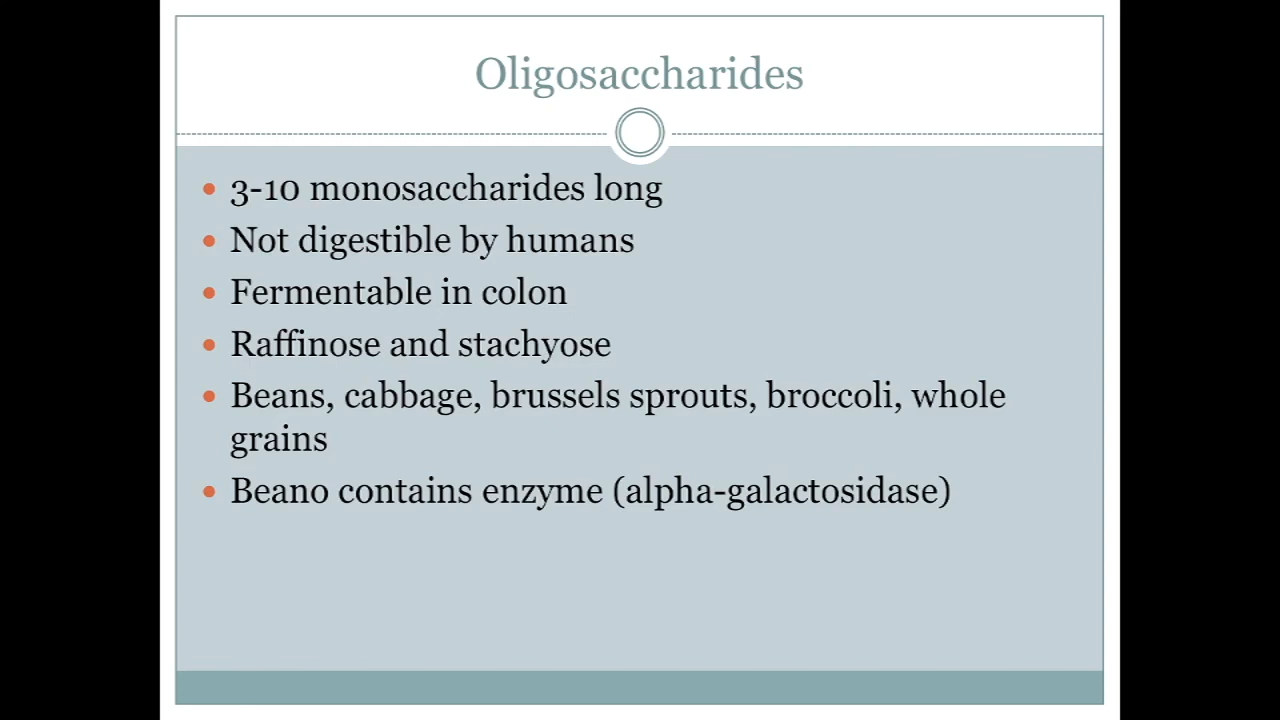 Oligosaccharides
• 3-10 monosaccharides long
• Not digestible by humans
• Fermentable in colon
• Raffinose and stachyose
• Beans, cabbage, brussels sprouts, broccoli, whole
grains
• Beano contains enzyme (alpha-galactosidase)